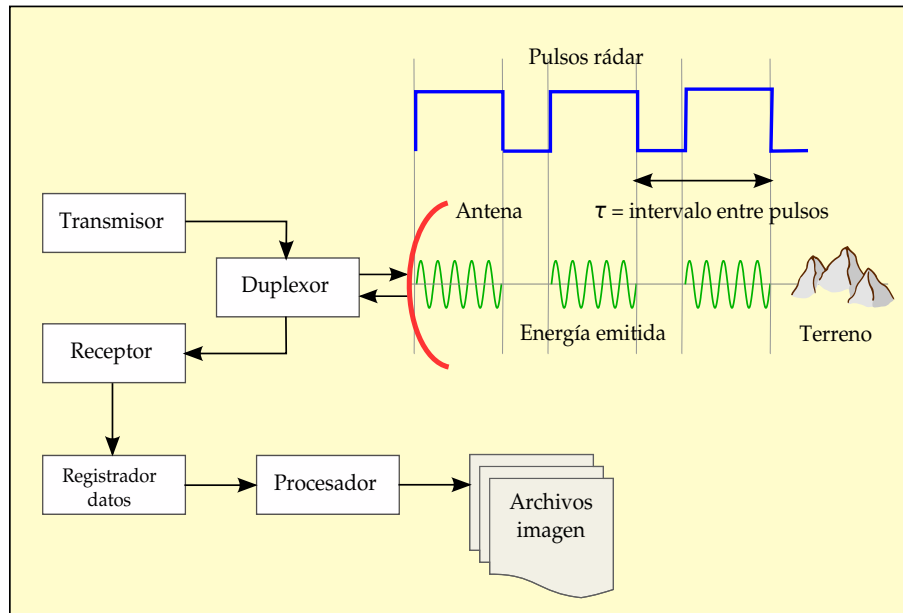 Pulsos rádar
Transmisor
Antena
τ = intervalo entre pulsos
Duplexor
Receptor
Energía emitida
Terreno
Registrador
datos
Procesador
Archivos
imagen